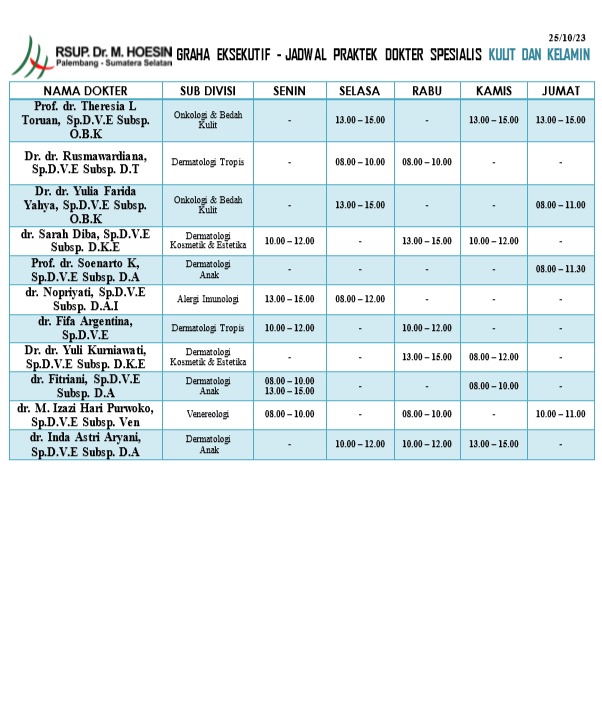 25/10/23
RSUP. Dr. M. HOESIN
Palembang - Sumatera Selatan
GRAHA EKSEKUTIF - JADWAL PRAKTEK DOKTER SPESIALIS KULIT DAN KELAMIN
NAMA DOKTER SUB DIVISI SENIN SELASA RABU KAMIS JUMAT
Prof. dr. Theresia L
Toruan, Sp.D.V.E Subsp.
O.B.K
Onkologi & Bedah
Kulit
- 13.00 – 15.00 - 13.00 – 15.00 13.00 – 15.00
Dr. dr. Rusmawardiana,
Sp.D.V.E Subsp. D.T
Dermatologi Tropis
- 08.00 – 10.00 08.00 – 10.00 - -
Dr. dr. Yulia Farida
Yahya, Sp.D.V.E Subsp.
O.B.K
Onkologi & Bedah
Kulit
- 13.00 – 15.00 - - 08.00 – 11.00
dr. Sarah Diba, Sp.D.V.E
Subsp. D.K.E
Dermatologi
Kosmetik & Estetika
10.00 – 12.00 - 13.00 – 15.00 10.00 – 12.00 -
Prof. dr. Soenarto K,
Sp.D.V.E Subsp. D.A
Dermatologi
Anak
- - - - 08.00 – 11.30
dr. Nopriyati, Sp.D.V.E
Subsp. D.A.I
Alergi Imunologi
13.00 – 15.00 08.00 – 12.00 - - -
dr. Fifa Argentina,
Sp.D.V.E
Dermatologi Tropis
10.00 – 12.00 - 10.00 – 12.00 - -
Dr. dr. Yuli Kurniawati,
Sp.D.V.E Subsp. D.K.E
Dermatologi
Kosmetik & Estetika
- - 13.00 – 15.00 08.00 – 12.00 -
dr. Fitriani, Sp.D.V.E
Subsp. D.A
Dermatologi
Anak
08.00 – 10.00
13.00 – 15.00
- - 08.00 – 10.00 -
dr. M. Izazi Hari Purwoko,
Sp.D.V.E Subsp. Ven
Venereologi
08.00 – 10.00 - 08.00 – 10.00 - 10.00 – 11.00
dr. Inda Astri Aryani,
Sp.D.V.E Subsp. D.A
Dermatologi
Anak
- 10.00 – 12.00 10.00 – 12.00 13.00 – 15.00 -